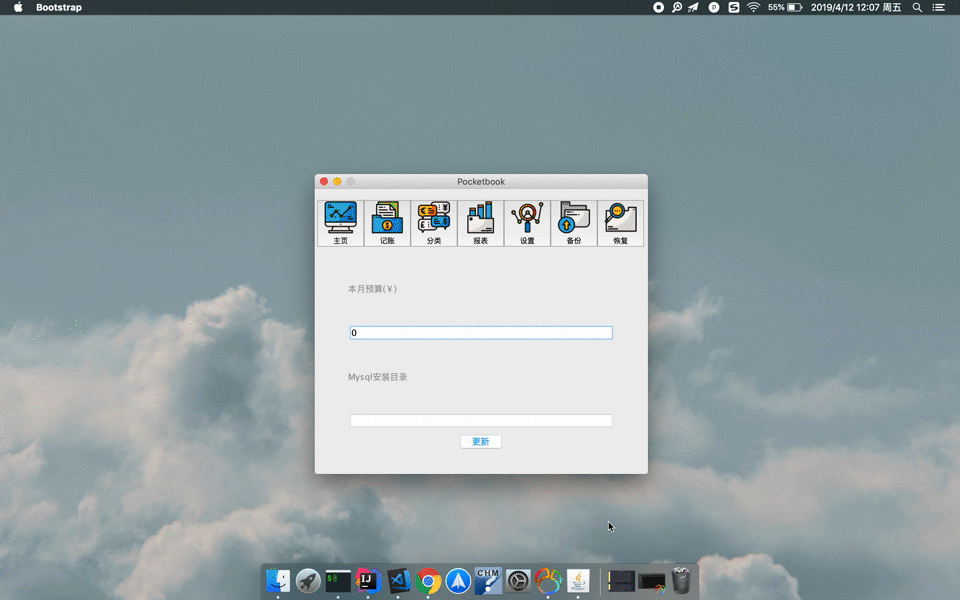 Bootstrap
55%
2019/4/12 12:07 周五
Pocketbook
主页
记账
分类
报表
设置
备份
恢复
本月预算(¥)
0
Mysql安装目录
更新
CHM
IJ